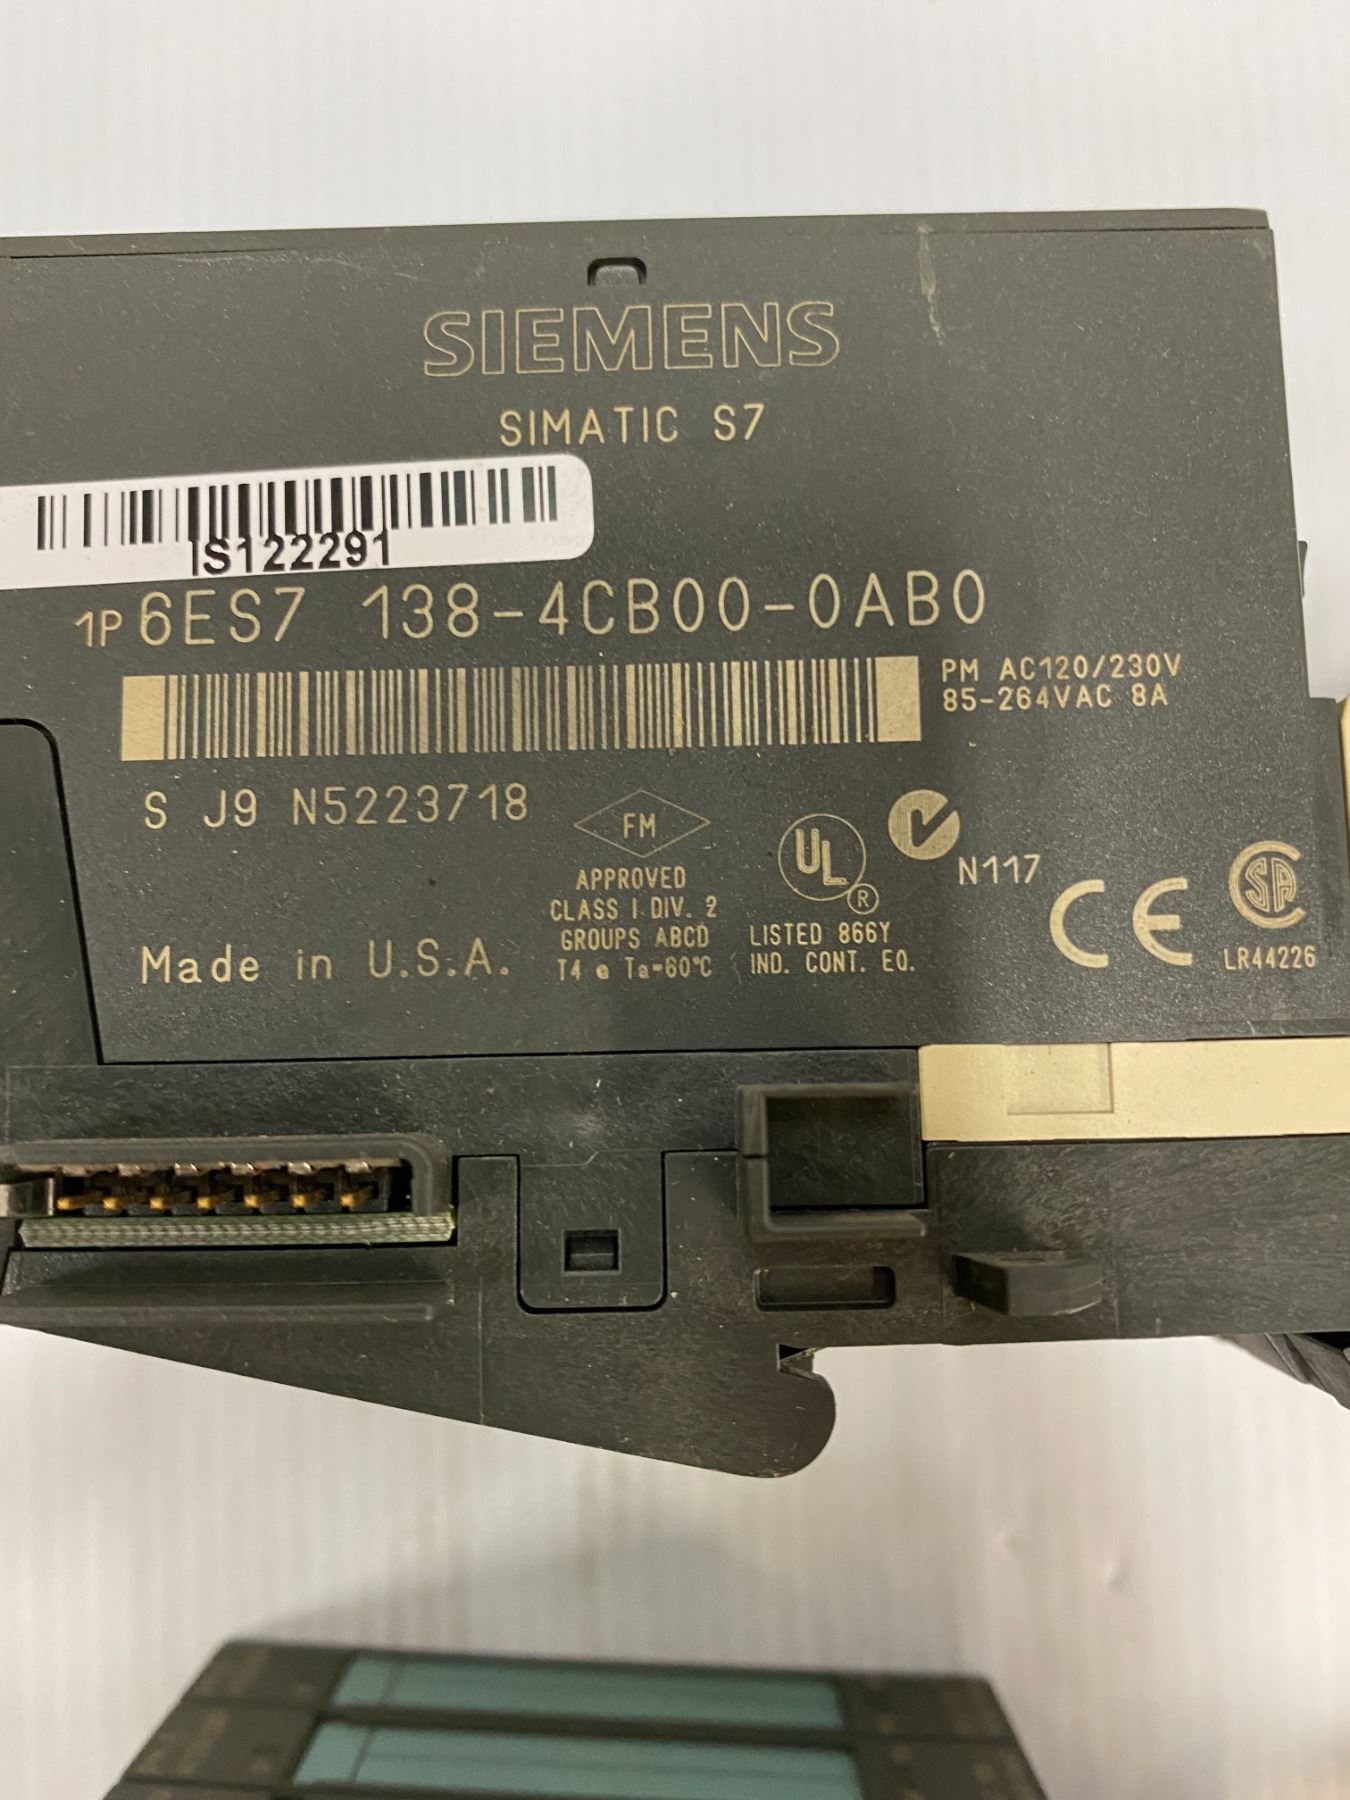 SIEMENS
SIMATIC S7
IS122291
1P 6ES7 138-4CB00-0AB0
PM AC120/230V
85-264VAC 8A
S J9 N5223718
FM
APPROVED
CLASS I DIV. 2
GROUPS ABCD
T4 @ Ta=60°C
UL
®
LISTED 866Y
IND. CONT. EQ.
N117
CE
SA
LR44226
Made in U.S.A.